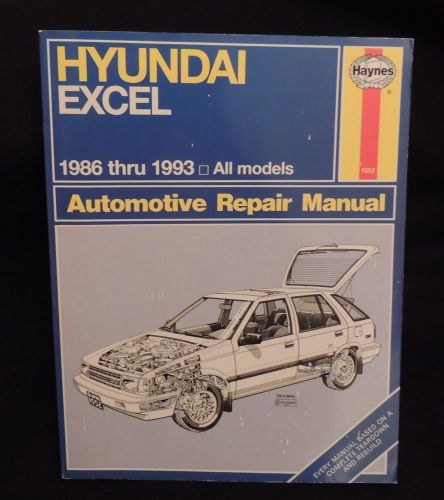 HYUNDAI
EXCEL
Haynes
®
1552
1986 thru 1993 □ All models
Automotive Repair Manual
EVERY MANUAL BASED ON A
COMPLETE TEARDOWN
AND REBUILD